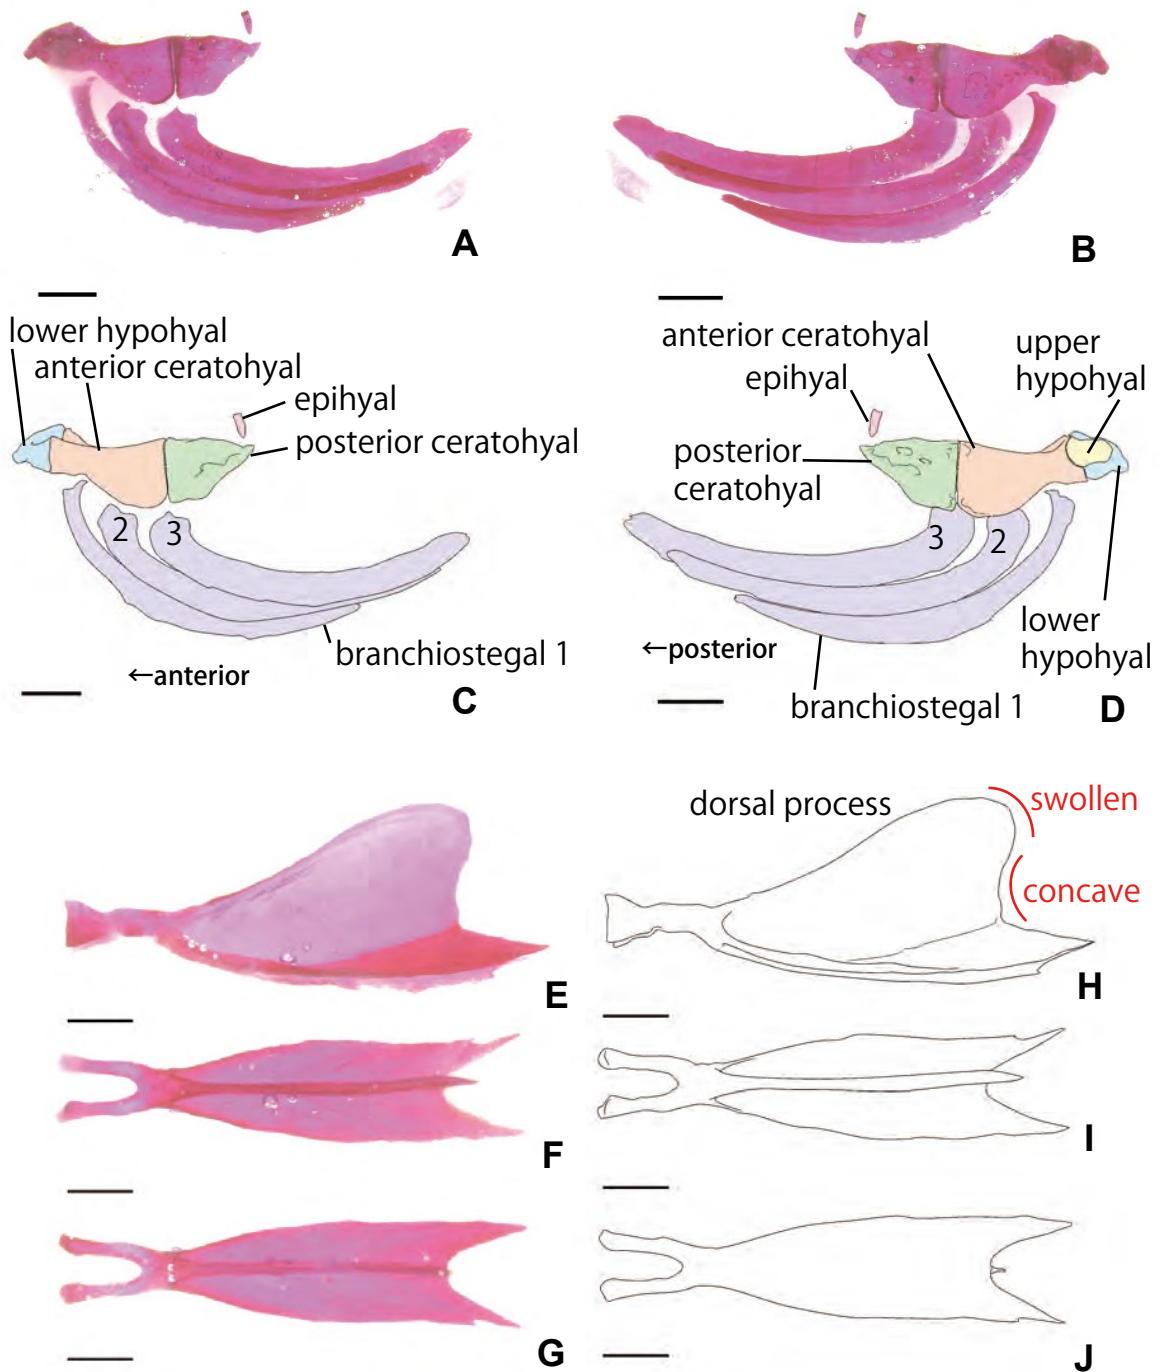 A
B
lower hypohyal
anterior ceratohyal
epihyal
posterior ceratohyal
2
3
branchiostegal 1
←anterior
C
anterior ceratohyal
upper
hypohyal
epihyal
posterior
ceratohyal
3
2
lower
hypohyal
←posterior
branchiostegal 1
D
dorsal process
swollen
concave
E
H
F
I
G
J